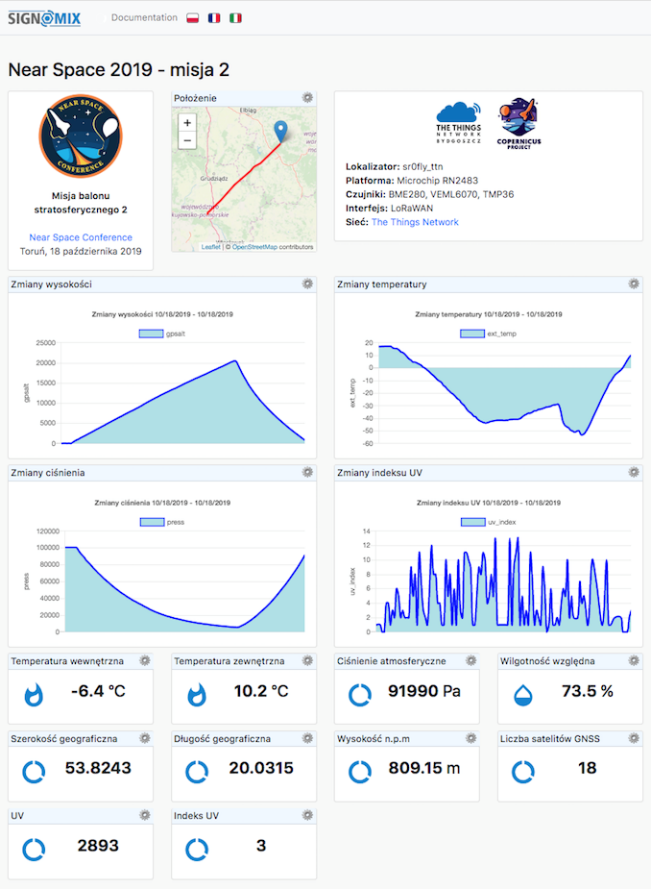 SIGNOMIX
Documentation
Near Space 2019 - misja 2
NEAR SPACE
CONFERENCE
Misja balonu
stratosferycznego 2
Near Space Conference
Toruń, 18 października 2019
Położenie
+
−
Elbląg
Grudziądz
województwo
kujawsko-pomorskie
Leaflet | © OpenStreetMap contributors
THE THINGS
NETWORK
BYDGOSZCZ
COPERNICUS
PROJECT
Lokalizator: sr0fly_ttn
Platforma: Microchip RN2483
Czujniki: BME280, VEML6070, TMP36
Interfejs: LoRaWAN
Sieć: The Things Network
Zmiany wysokości
Zmiany wysokości 10/18/2019 - 10/18/2019
gpsalt
25000
20000
15000
10000
5000
0
gpsalt
Zmiany temperatury
Zmiany temperatury 10/18/2019 - 10/18/2019
ext_temp
20
10
0
-10
-20
-30
-40
-50
-60
ext_temp
Zmiany ciśnienia
Zmiany ciśnienia 10/18/2019 - 10/18/2019
press
120000
100000
80000
60000
40000
20000
0
press
Zmiany indeksu UV
Zmiany indeksu UV 10/18/2019 - 10/18/2019
uv_index
14
12
10
8
6
4
2
0
uv_index
Temperatura wewnętrzna
-6.4 °C
Temperatura zewnętrzna
10.2 °C
Ciśnienie atmosferyczne
91990 Pa
Wilgotność względna
73.5 %
Szerokość geograficzna
53.8243
Długość geograficzna
20.0315
Wysokość n.p.m
809.15 m
Liczba satelitów GNSS
18
UV
2893
Indeks UV
3